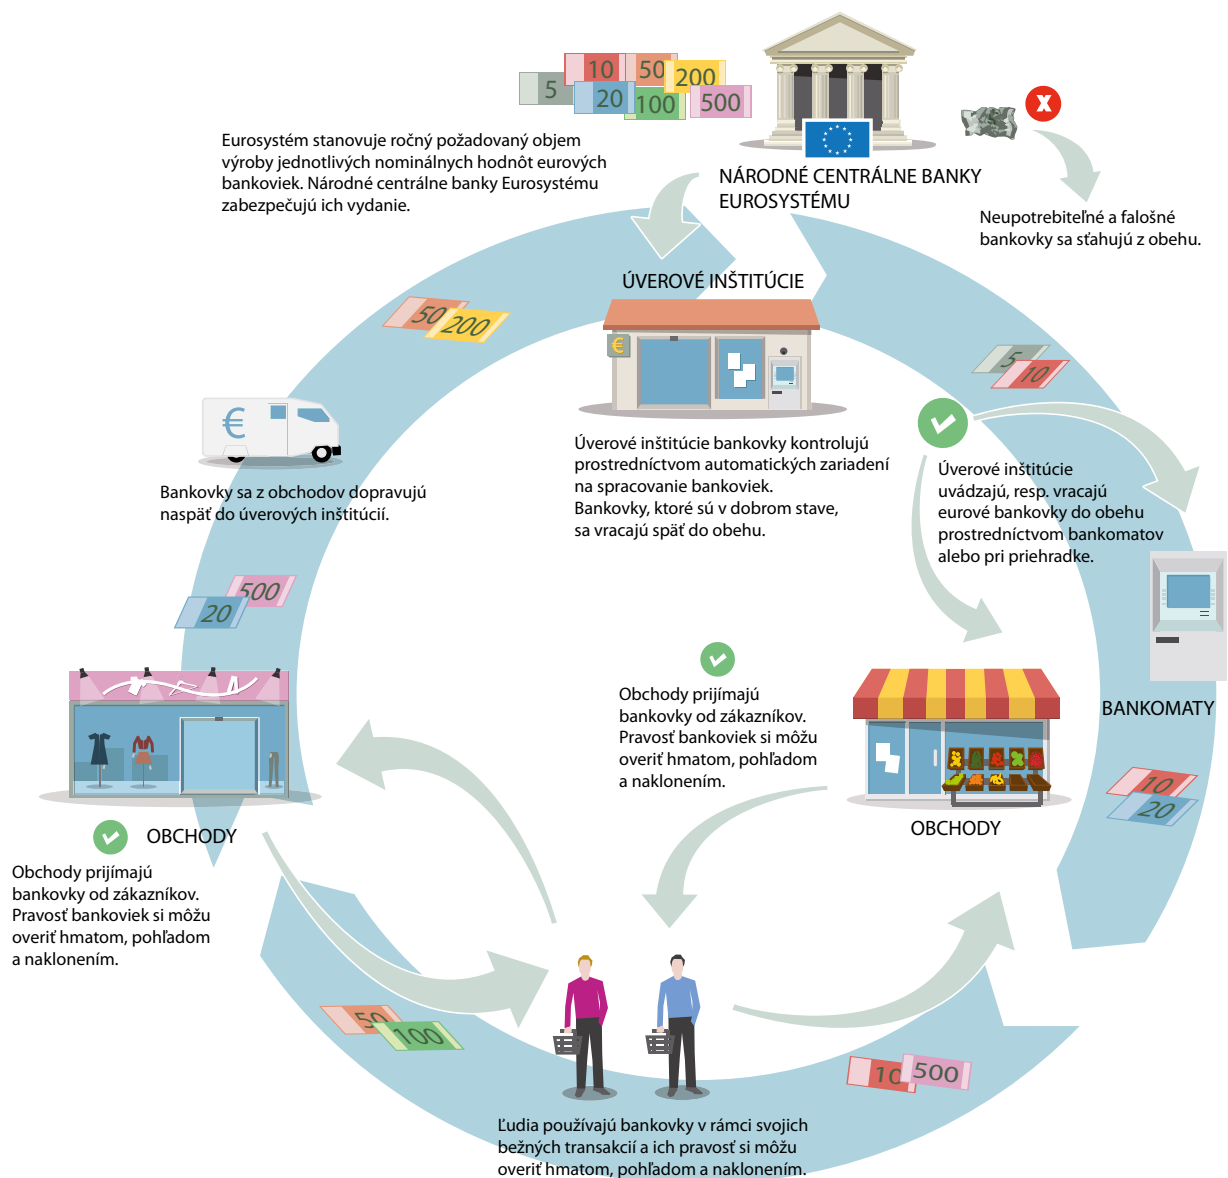 5
10
50
200
20
100
500
Eurosystém stanovuje ročný požadovaný objem
výroby jednotlivých nominálnych hodnôt eurových
bankoviek. Národné centrálne banky Eurosystému
zabezpečujú ich vydanie.
NÁRODNÉ CENTRÁLNE BANKY
EUROSYSTÉMU
X
Neupotrebiteľné a falošné
bankovky sa sťahujú z obehu.
ÚVEROVÉ INŠTITÚCIE
€
Úverové inštitúcie bankovky kontrolujú
prostredníctvom automatických zariadení
na spracovanie bankoviek.
Bankovky, ktoré sú v dobrom stave,
sa vracajú späť do obehu.
5
10
Úverové inštitúcie
uvádzajú, resp. vracajú
eurové bankovky do obehu
prostredníctvom bankomatov
alebo pri priehradke.
BANKOMATY
10
20
50
200
€
Bankovky sa z obchodov dopravujú
naspäť do úverových inštitúcií.
500
20
Obchody prijímajú
bankovky od zákazníkov.
Pravosť bankoviek si môžu
overiť hmatom, pohľadom
a naklonením.
OBCHODY
OBCHODY
Obchody prijímajú
bankovky od zákazníkov.
Pravosť bankoviek si môžu
overiť hmatom, pohľadom
a naklonením.
50
100
10
500
Ľudia používajú bankovky v rámci svojich
bežných transakcií a ich pravosť si môžu
overiť hmatom, pohľadom a naklonením.